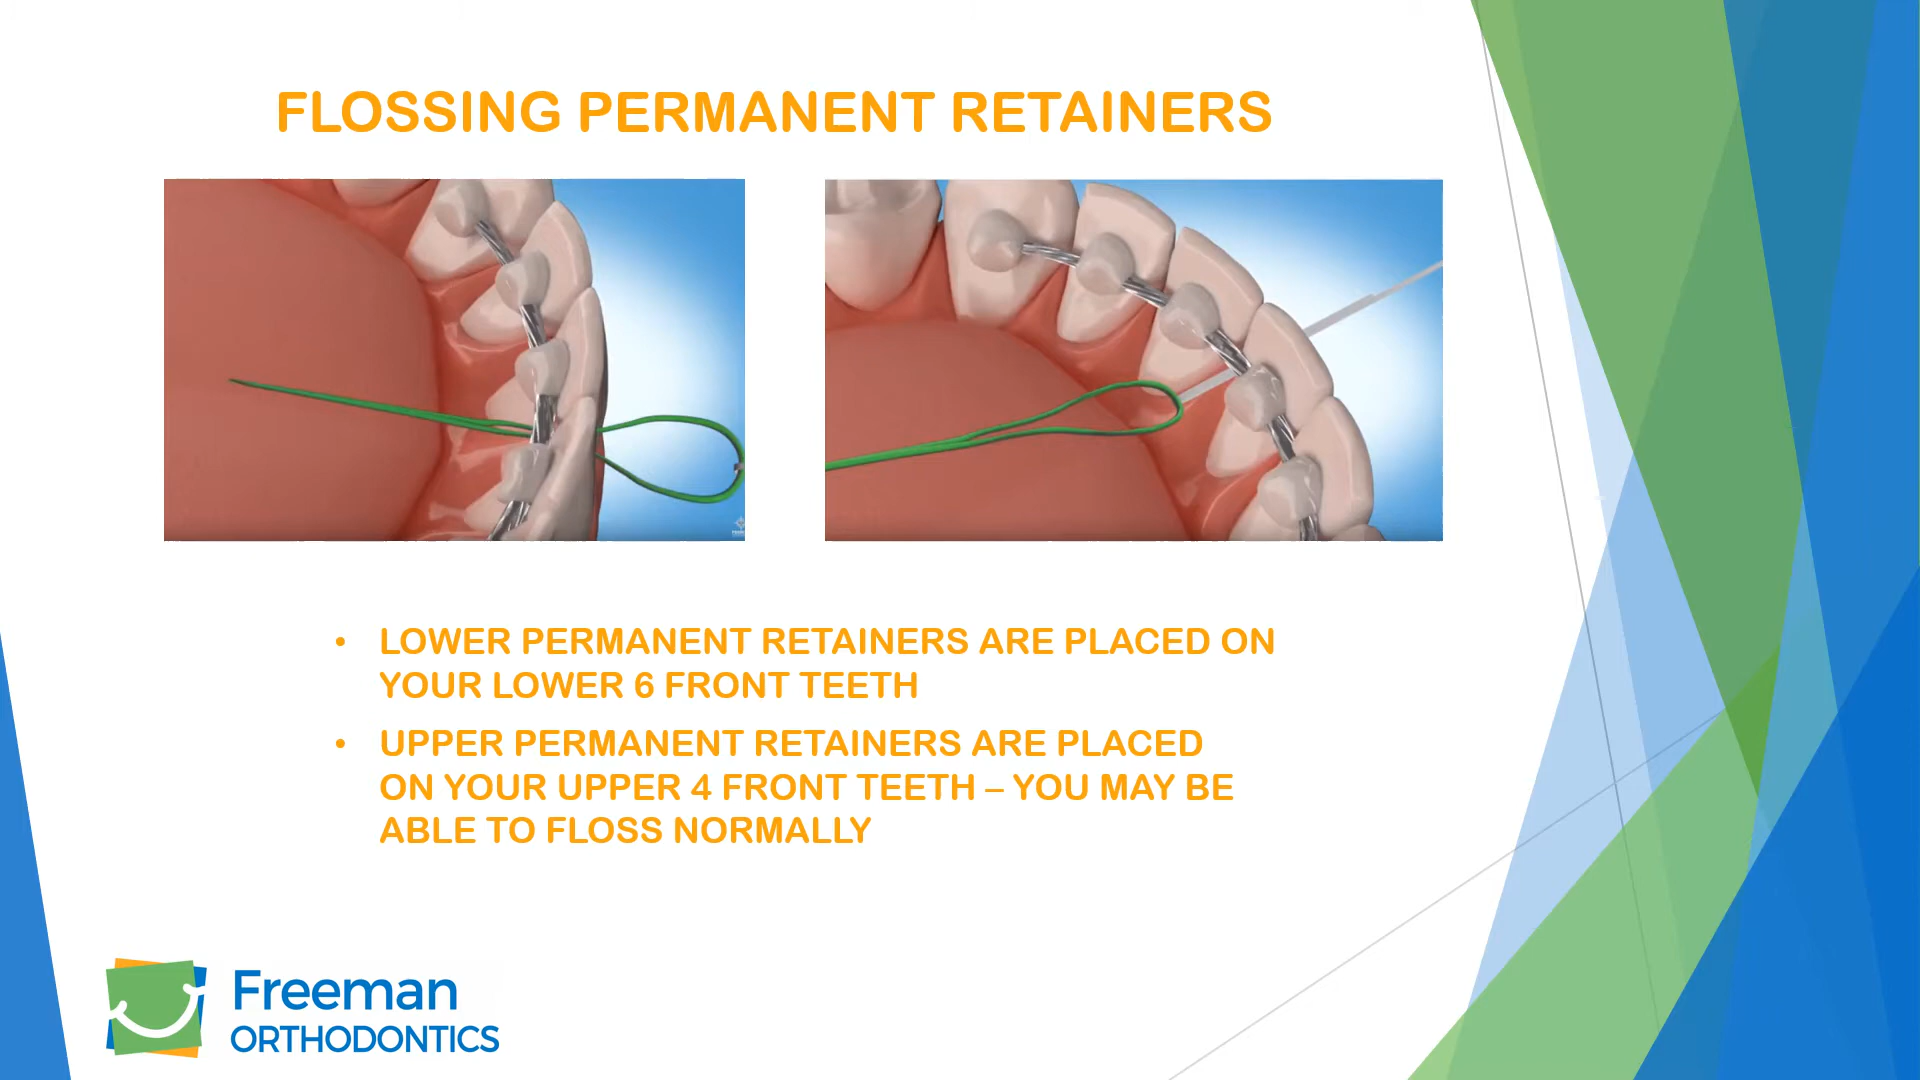 FLOSSING PERMANENT RETAINERS
• LOWER PERMANENT RETAINERS ARE PLACED ON
YOUR LOWER 6 FRONT TEETH
• UPPER PERMANENT RETAINERS ARE PLACED
ON YOUR UPPER 4 FRONT TEETH – YOU MAY BE
ABLE TO FLOSS NORMALLY
Freeman
ORTHODONTICS